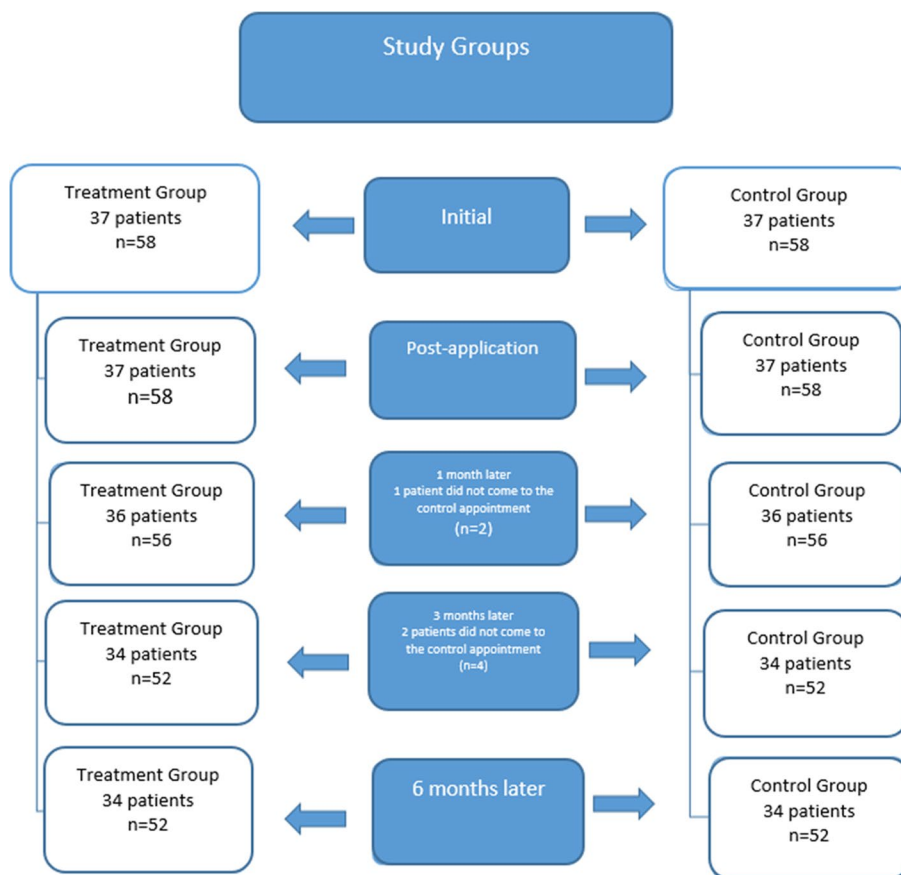 Study Groups
Treatment Group
37 patients
n=58
Initial
Control Group
37 patients
n=58
Treatment Group
37 patients
n=58
Post-application
Control Group
37 patients
n=58
Treatment Group
36 patients
n=56
1 month later
1 patient did not come to the
control appointment
(n=2)
Control Group
36 patients
n=56
Treatment Group
34 patients
n=52
3 months later
2 patients did not come to
the control appointment
(n=4)
Control Group
34 patients
n=52
Treatment Group
34 patients
n=52
6 months later
Control Group
34 patients
n=52